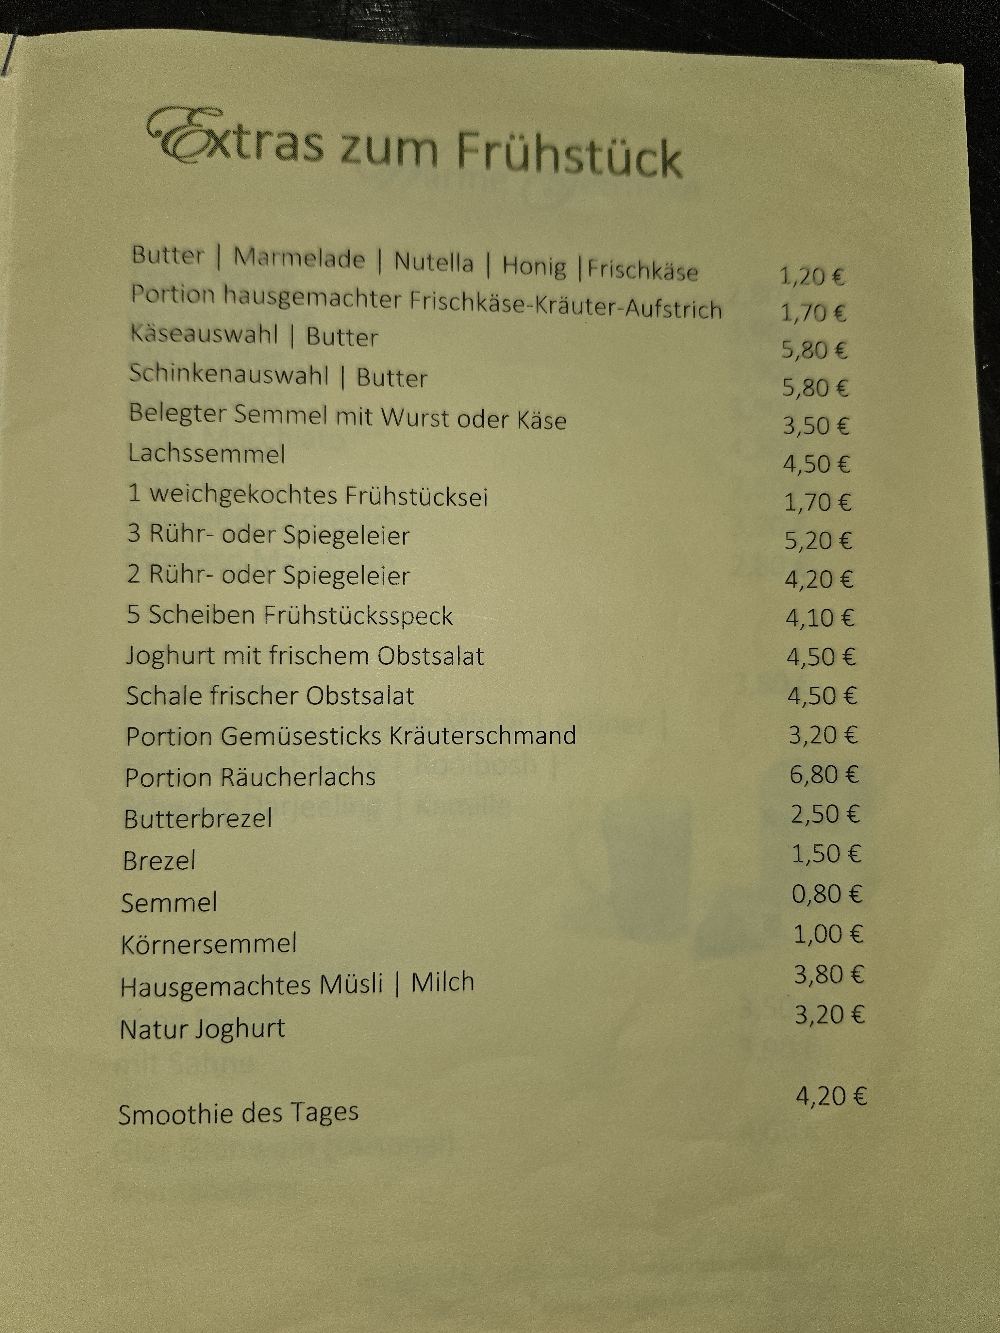 Extras zum Frühstück
Butter | Marmelade | Nutella | Honig |Frischkäse 1,20 €
Portion hausgemachter Frischkäse-Kräuter-Aufstrich 1,70 €
Käseauswahl | Butter 5,80 €
Schinkenauswahl | Butter 5,80 €
Belegter Semmel mit Wurst oder Käse 3,50 €
Lachssemmel 4,50 €
1 weichgekochtes Frühstücksei 1,70 €
3 Rühr- oder Spiegeleier 5,20 €
2 Rühr- oder Spiegeleier 4,20 €
5 Scheiben Frühstücksspeck 4,10 €
Joghurt mit frischem Obstsalat 4,50 €
Schale frischer Obstsalat 4,50 €
Portion Gemüsesticks Kräuterschmand 3,20 €
Portion Räucherlachs 6,80 €
Butterbrezel 2,50 €
Brezel 1,50 €
Semmel 0,80 €
Körnersemmel 1,00 €
Hausgemachtes Müsli | Milch 3,80 €
Natur Joghurt 3,20 €
Smoothie des Tages 4,20 €